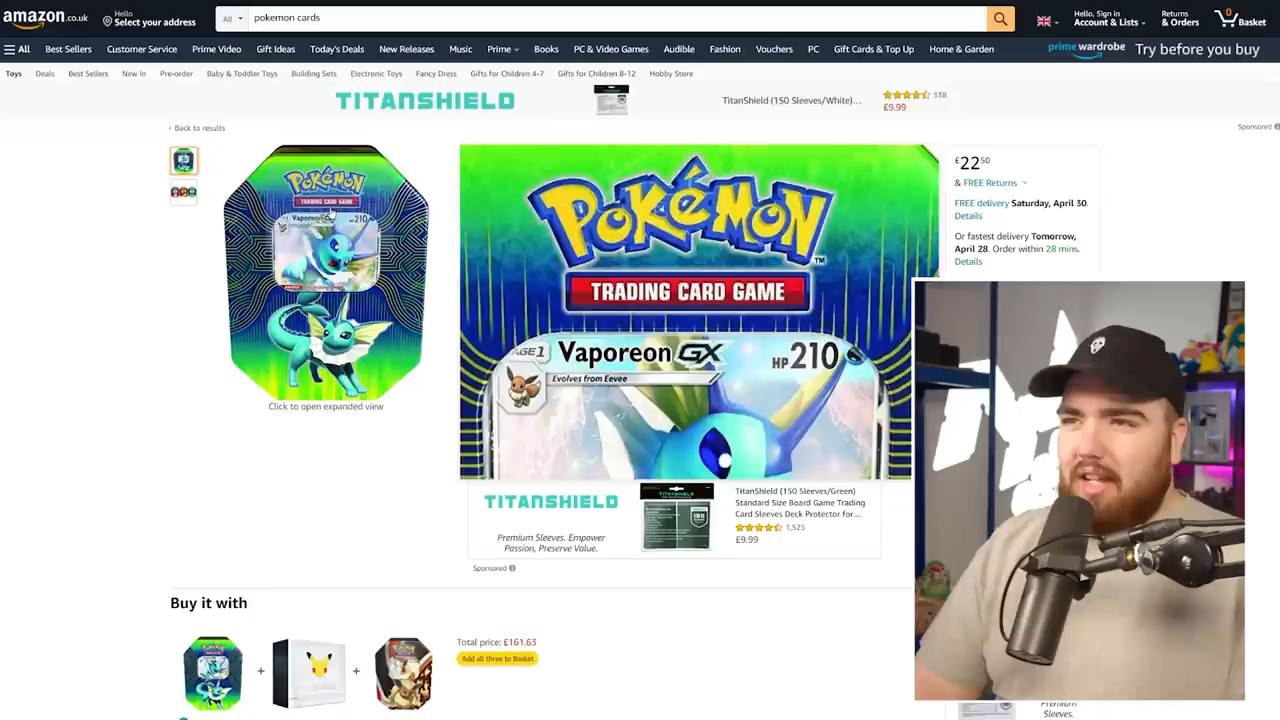 amazon.co.uk
Hello
Select your address
All
pokemon cards
Hello, Sign in
Account & Lists
Returns
& Orders
0
Basket
All
Best Sellers
Customer Service
Prime Video
Gift Ideas
Today's Deals
New Releases
Music
Prime
Books
PC & Video Games
Audible
Fashion
Vouchers
PC
Gift Cards & Top Up
Home & Garden
prime wardrobe
Try before you buy
Toys
Deals
Best Sellers
New In
Pre-order
Baby & Toddler Toys
Building Sets
Electronic Toys
Fancy Dress
Gifts for Children 4-7
Gifts for Children 8-12
Hobby Store
TITANSHIELD
TitanShield (150 Sleeves/White)…
338
£9.99
‹ Back to results
Sponsored
POKéMON
TRADING CARD GAME
Vaporeon
210
Click to open expanded view
POKéMON
TM
TRADING CARD GAME
Vaporeon GX
HP 210
Evolves from Eevee
£22.50
& FREE Returns
FREE delivery Saturday, April 30.
Details
Or fastest delivery Tomorrow,
April 28. Order within 28 mins.
Details
TITANSHIELD
Premium Sleeves. Empower
Passion, Preserve Value.
TitanShield (150 Sleeves/Green)
Standard Size Board Game Trading
Card Sleeves Deck Protector for…
1,525
£9.99
Sponsored
Buy it with
+
+
Total price: £161.63
Add all three to Basket
Premium
Sleeves.